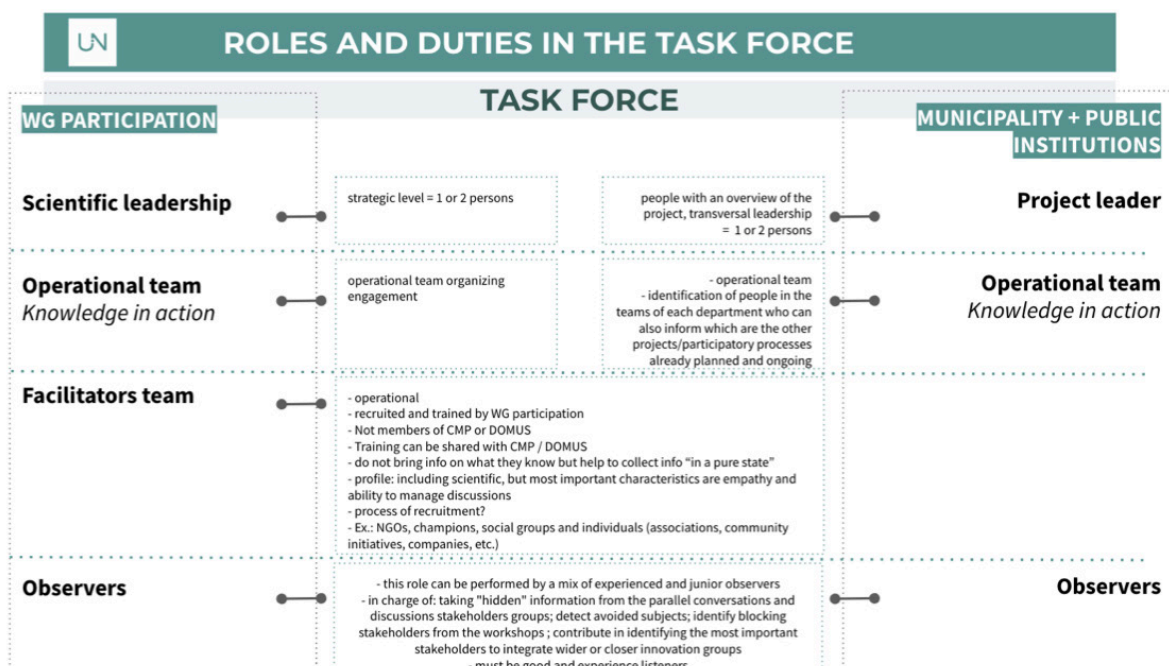 UN
ROLES AND DUTIES IN THE TASK FORCE
TASK FORCE
WG PARTICIPATION
MUNICIPALITY + PUBLIC
INSTITUTIONS
Scientific leadership
strategic level = 1 or 2 persons
people with an overview of the
project, transversal leadership
= 1 or 2 persons
Project leader
Operational team
Knowledge in action
operational team organizing
engagement
- operational team
- identification of people in the
teams of each department who can
also inform which are the other
projects/participatory processes
already planned and ongoing
Operational team
Knowledge in action
Facilitators team
- operational
- recruited and trained by WG participation
- Not members of CMP or DOMUS
- Training can be shared with CMP / DOMUS
- do not bring info on what they know but help to collect info “in a pure state”
- profile: including scientific, but most important characteristics are empathy and
ability to manage discussions
- process of recruitment?
- Ex.: NGOs, champions, social groups and individuals (associations, community
initiatives, companies, etc.)
Observers
- this role can be performed by a mix of experienced and junior observers
- in charge of: taking "hidden" information from the parallel conversations and
discussions stakeholders groups; detect avoided subjects; identify blocking
stakeholders from the workshops ; contribute in identifying the most important
stakeholders to integrate wider or closer innovation groups
- must be good and experience listeners
Observers